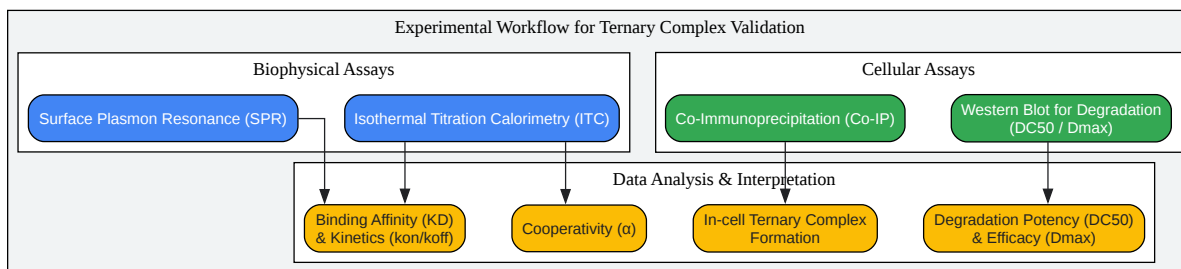 Experimental Workflow for Ternary Complex Validation
Biophysical Assays
Cellular Assays
Surface Plasmon Resonance (SPR)
Isothermal Titration Calorimetry (ITC)
Co-Immunoprecipitation (Co-IP)
Western Blot for Degradation
(DC50 / Dmax)
Data Analysis & Interpretation
Binding Affinity (KD)
& Kinetics (kon/koff)
Cooperativity (α)
In-cell Ternary Complex
Formation
Degradation Potency (DC50)
& Efficacy (Dmax)